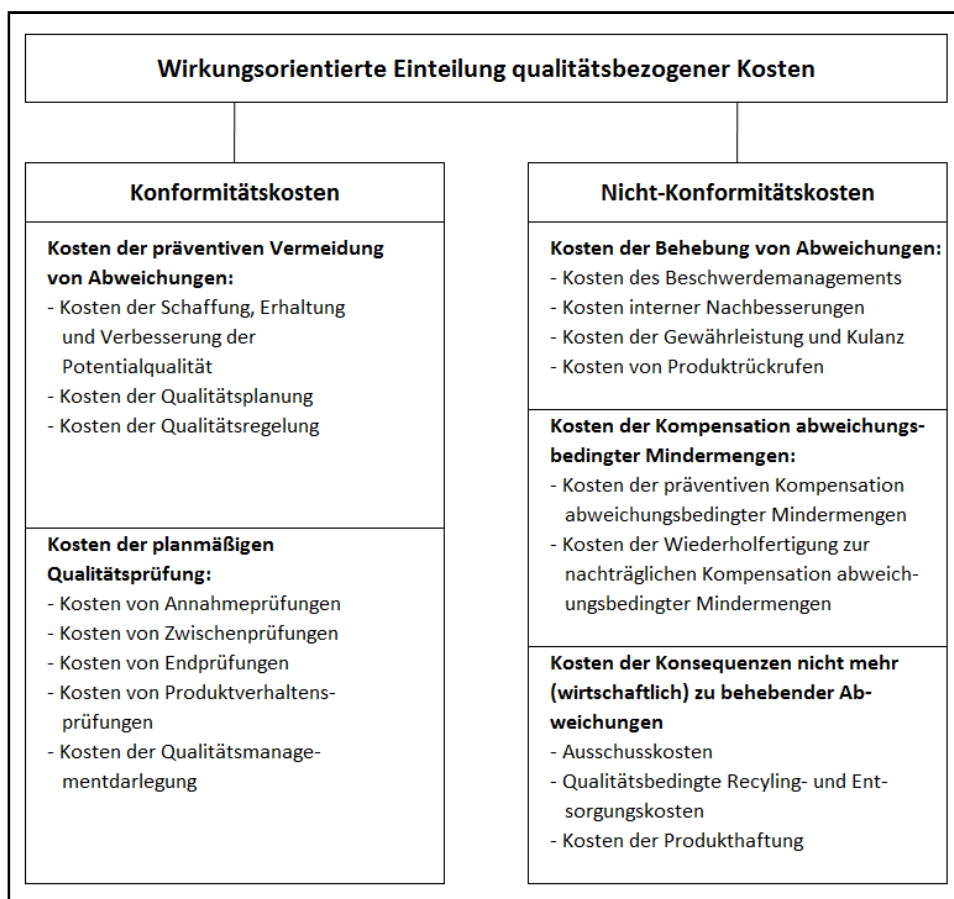 Wirkungsorientierte Einteilung qualitätsbezogener Kosten
Konformitätskosten
Kosten der präventiven Vermeidung
von Abweichungen:
- Kosten der Schaffung, Erhaltung
und Verbesserung der
Potentialqualität
- Kosten der Qualitätsplanung
- Kosten der Qualitätsregelung
Kosten der planmäßigen
Qualitätsprüfung:
- Kosten von Annahmeprüfungen
- Kosten von Zwischenprüfungen
- Kosten von Endprüfungen
- Kosten von Produktverhaltens-
prüfungen
- Kosten der Qualitätsmanage-
mentdarlegung
Nicht-Konformitätskosten
Kosten der Behebung von Abweichungen:
- Kosten des Beschwerdemanagements
- Kosten interner Nachbesserungen
- Kosten der Gewährleistung und Kulanz
- Kosten von Produktrückrufen
Kosten der Kompensation abweichungs-
bedingter Mindermengen:
- Kosten der präventiven Kompensation
abweichungsbedingter Mindermengen
- Kosten der Wiederholfertigung zur
nachträglichen Kompensation abweich-
ungsbedingter Mindermengen
Kosten der Konsequenzen nicht mehr
(wirtschaftlich) zu behebender Ab-
weichungen
- Ausschusskosten
- Qualitätsbedingte Recyling- und Ent-
sorgungskosten
- Kosten der Produkthaftung